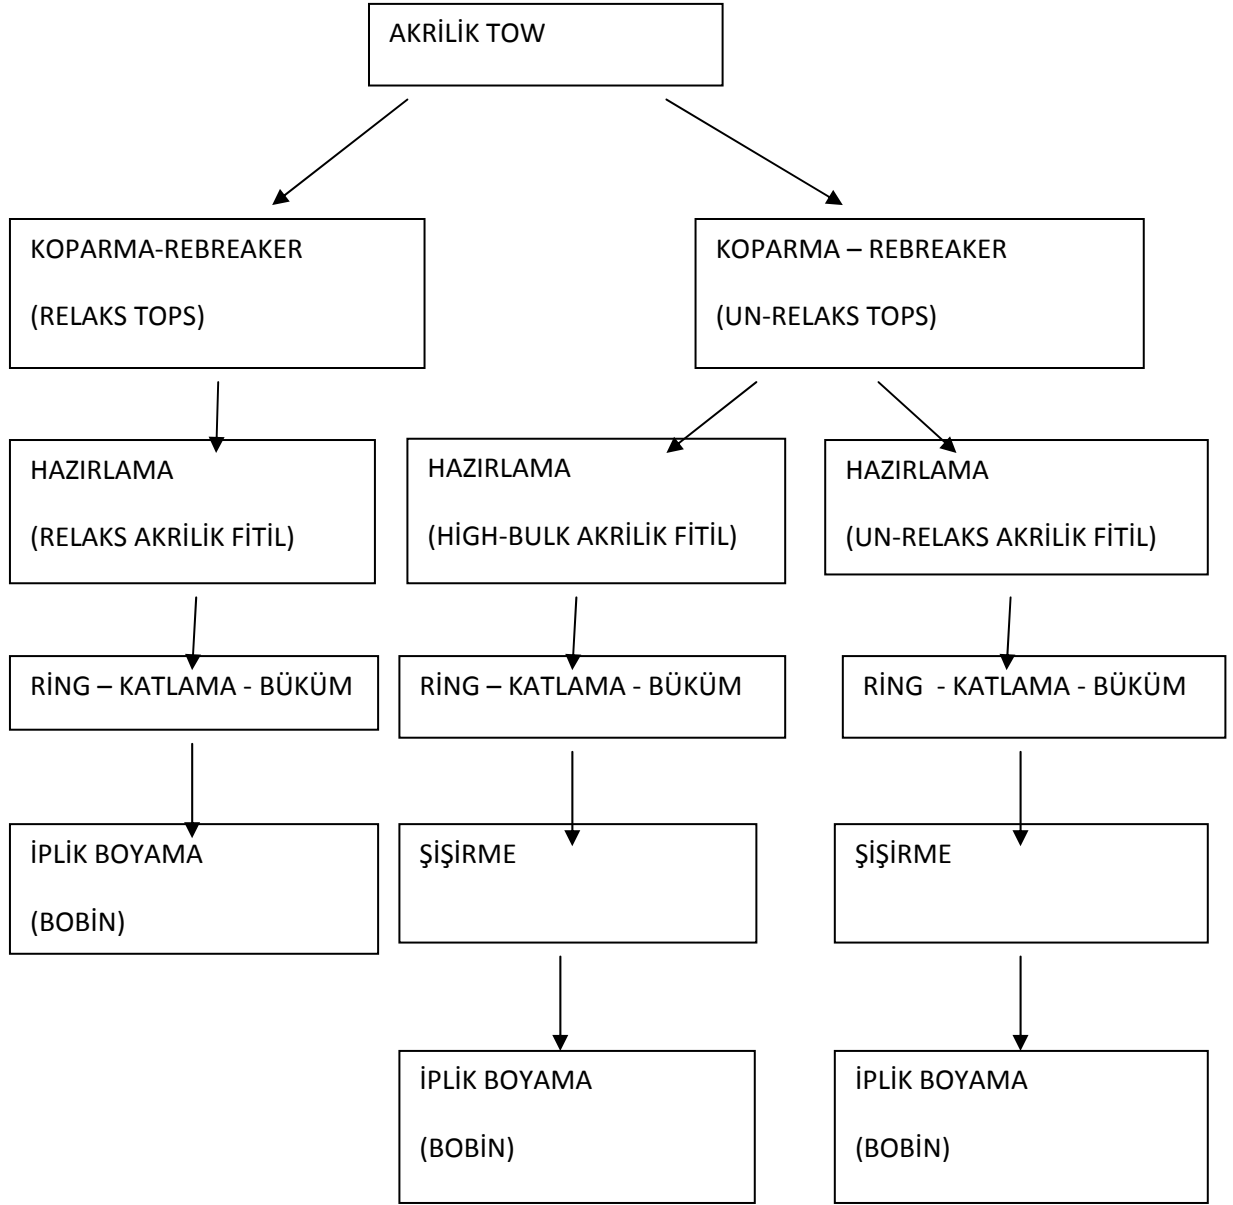 AKRİLİK TOW
KOPARMA-REBREAKER
(RELAKS TOPS)
KOPARMA – REBREAKER
(UN-RELAKS TOPS)
HAZIRLAMA
(RELAKS AKRİLİK FİTİL)
HAZIRLAMA
(HİGH-BULK AKRİLİK FİTİL)
HAZIRLAMA
(UN-RELAKS AKRİLİK FİTİL)
RİNG – KATLAMA - BÜKÜM
RİNG – KATLAMA - BÜKÜM
RİNG - KATLAMA - BÜKÜM
İPLİK BOYAMA
(BOBİN)
ŞİŞİRME
ŞİŞİRME
İPLİK BOYAMA
(BOBİN)
İPLİK BOYAMA
(BOBİN)